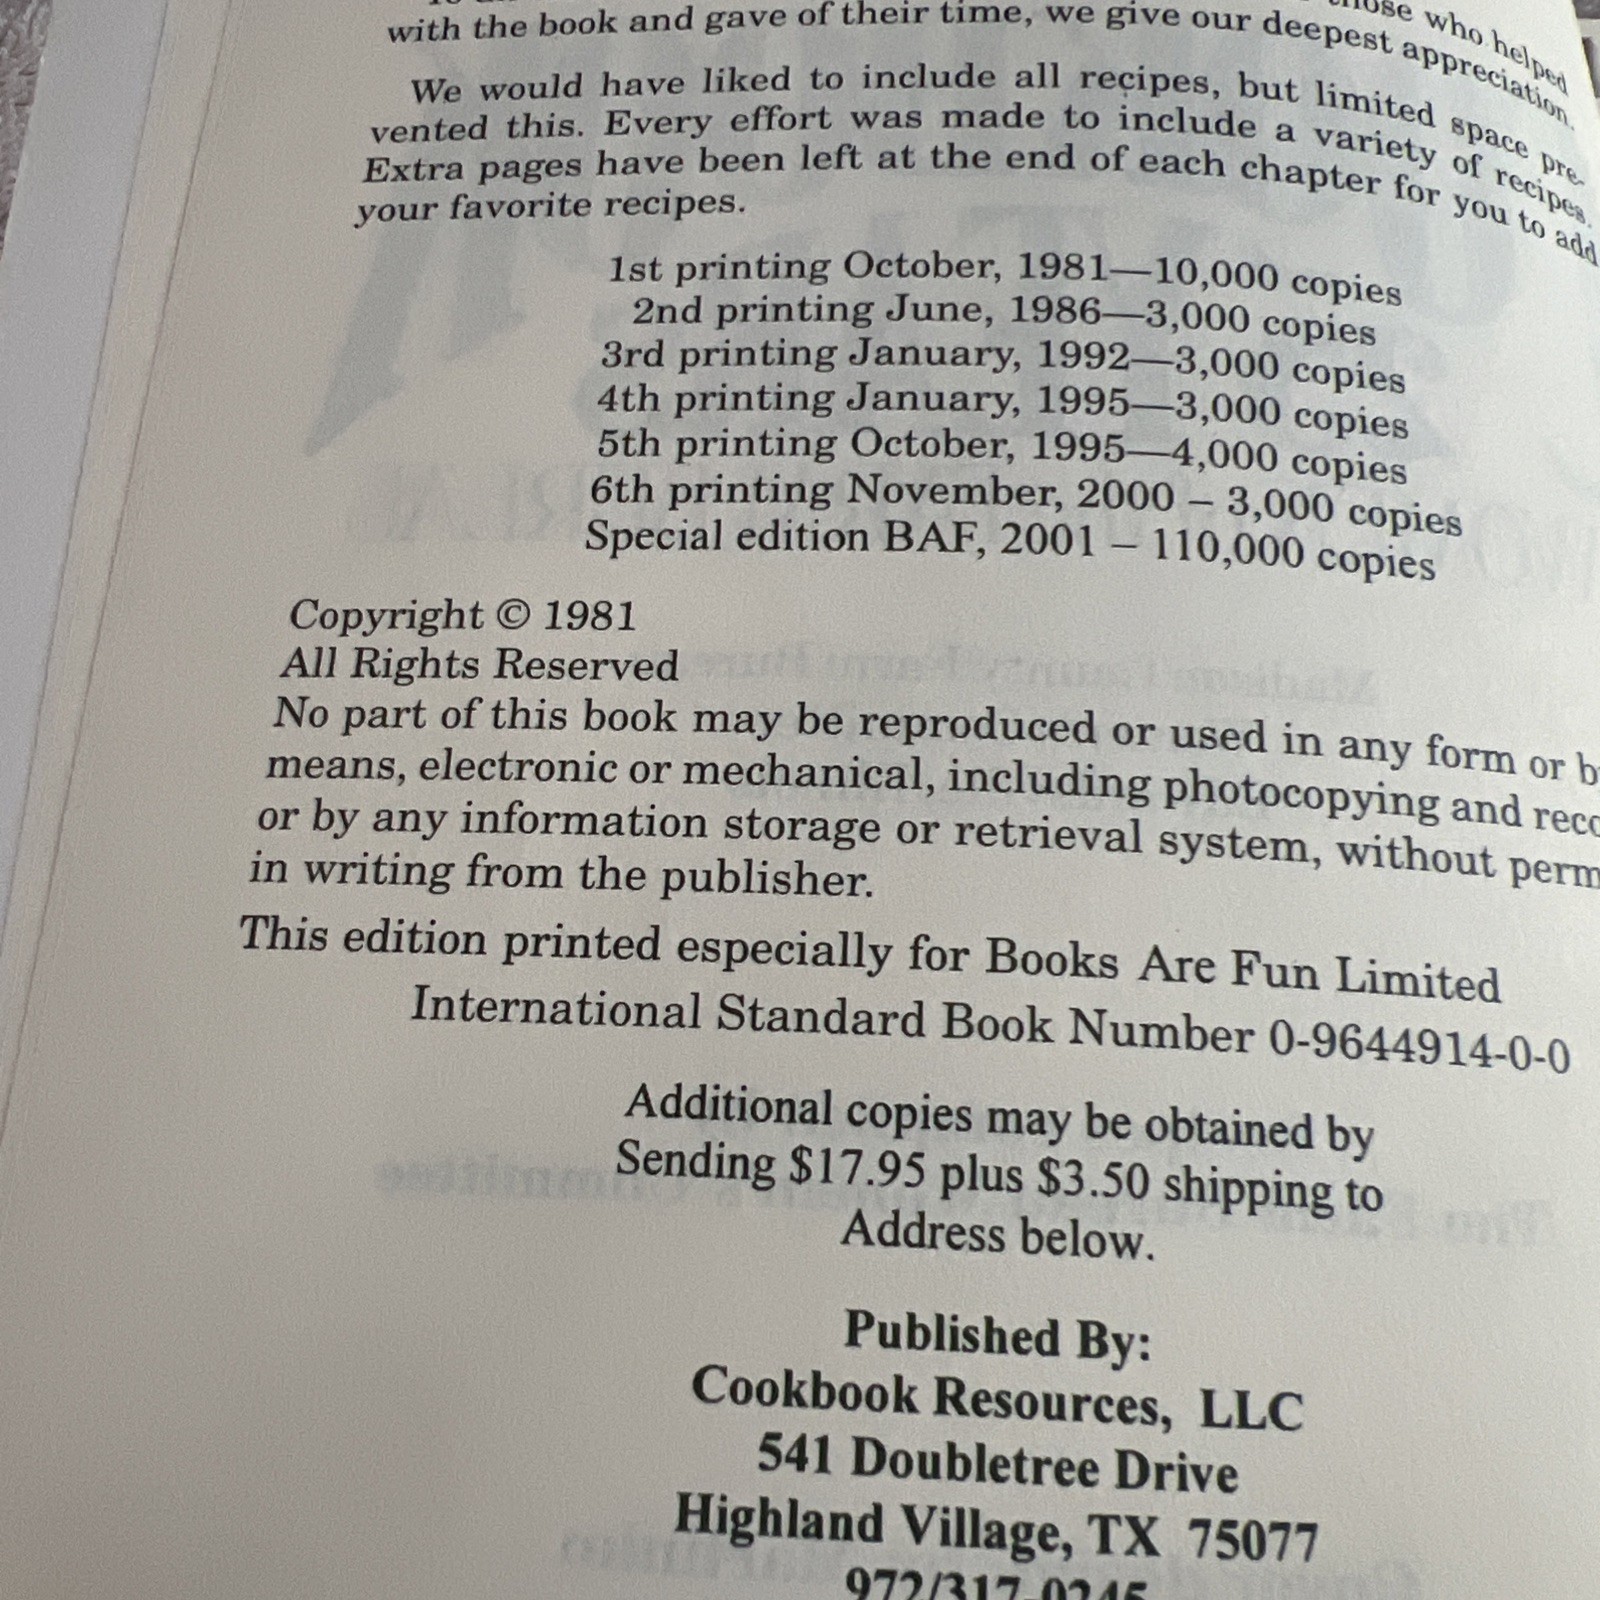 those who helped
with the book and gave of their time, we give our deepest appreciation.
We would have liked to include all recipes, but limited space pre-
vented this. Every effort was made to include a variety of recipes.
Extra pages have been left at the end of each chapter for you to add
your favorite recipes.
1st printing October, 1981—10,000 copies
2nd printing June, 1986—3,000 copies
3rd printing January, 1992—3,000 copies
4th printing January, 1995—3,000 copies
5th printing October, 1995—4,000 copies
6th printing November, 2000 – 3,000 copies
Special edition BAF, 2001 – 110,000 copies
Copyright © 1981
All Rights Reserved
No part of this book may be reproduced or used in any form or by
means, electronic or mechanical, including photocopying and reco
or by any information storage or retrieval system, without perm
in writing from the publisher.
This edition printed especially for Books Are Fun Limited
International Standard Book Number 0-9644914-0-0
Additional copies may be obtained by
Sending $17.95 plus $3.50 shipping to
Address below.
Published By:
Cookbook Resources, LLC
541 Doubletree Drive
Highland Village, TX 75077
972/317-0245